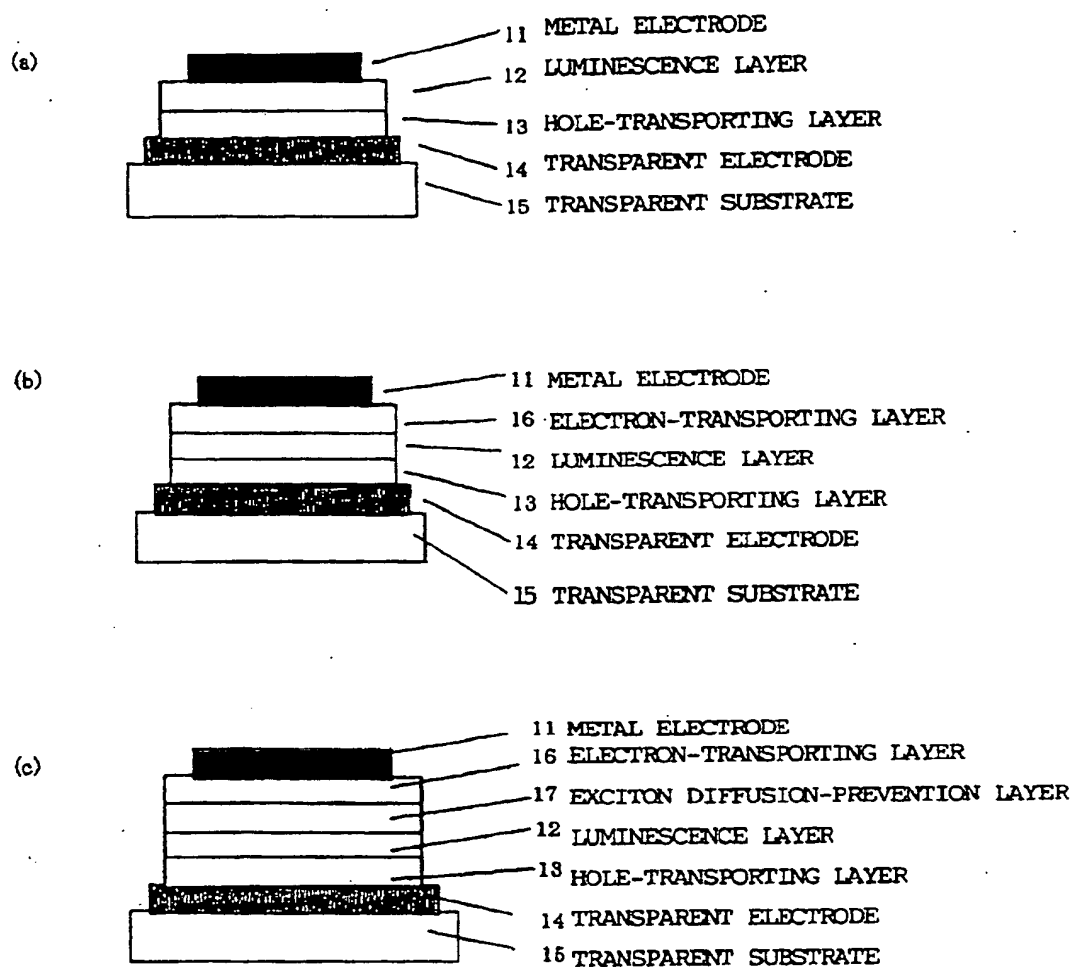 (a)
11 METAL ELECTRODE
12 LUMINESCENCE LAYER
13 HOLE-TRANSPORTING LAYER
14 TRANSPARENT ELECTRODE
15 TRANSPARENT SUBSTRATE
(b)
11 METAL ELECTRODE
16 ELECTRON-TRANSPORTING LAYER
12 LUMINESCENCE LAYER
13 HOLE-TRANSPORTING LAYER
14 TRANSPARENT ELECTRODE
15 TRANSPARENT SUBSTRATE
(c)
11 METAL ELECTRODE
16 ELECTRON-TRANSPORTING LAYER
17 EXCITON DIFFUSION-PREVENTION LAYER
12 LUMINESCENCE LAYER
13 HOLE-TRANSPORTING LAYER
14 TRANSPARENT ELECTRODE
15 TRANSPARENT SUBSTRATE